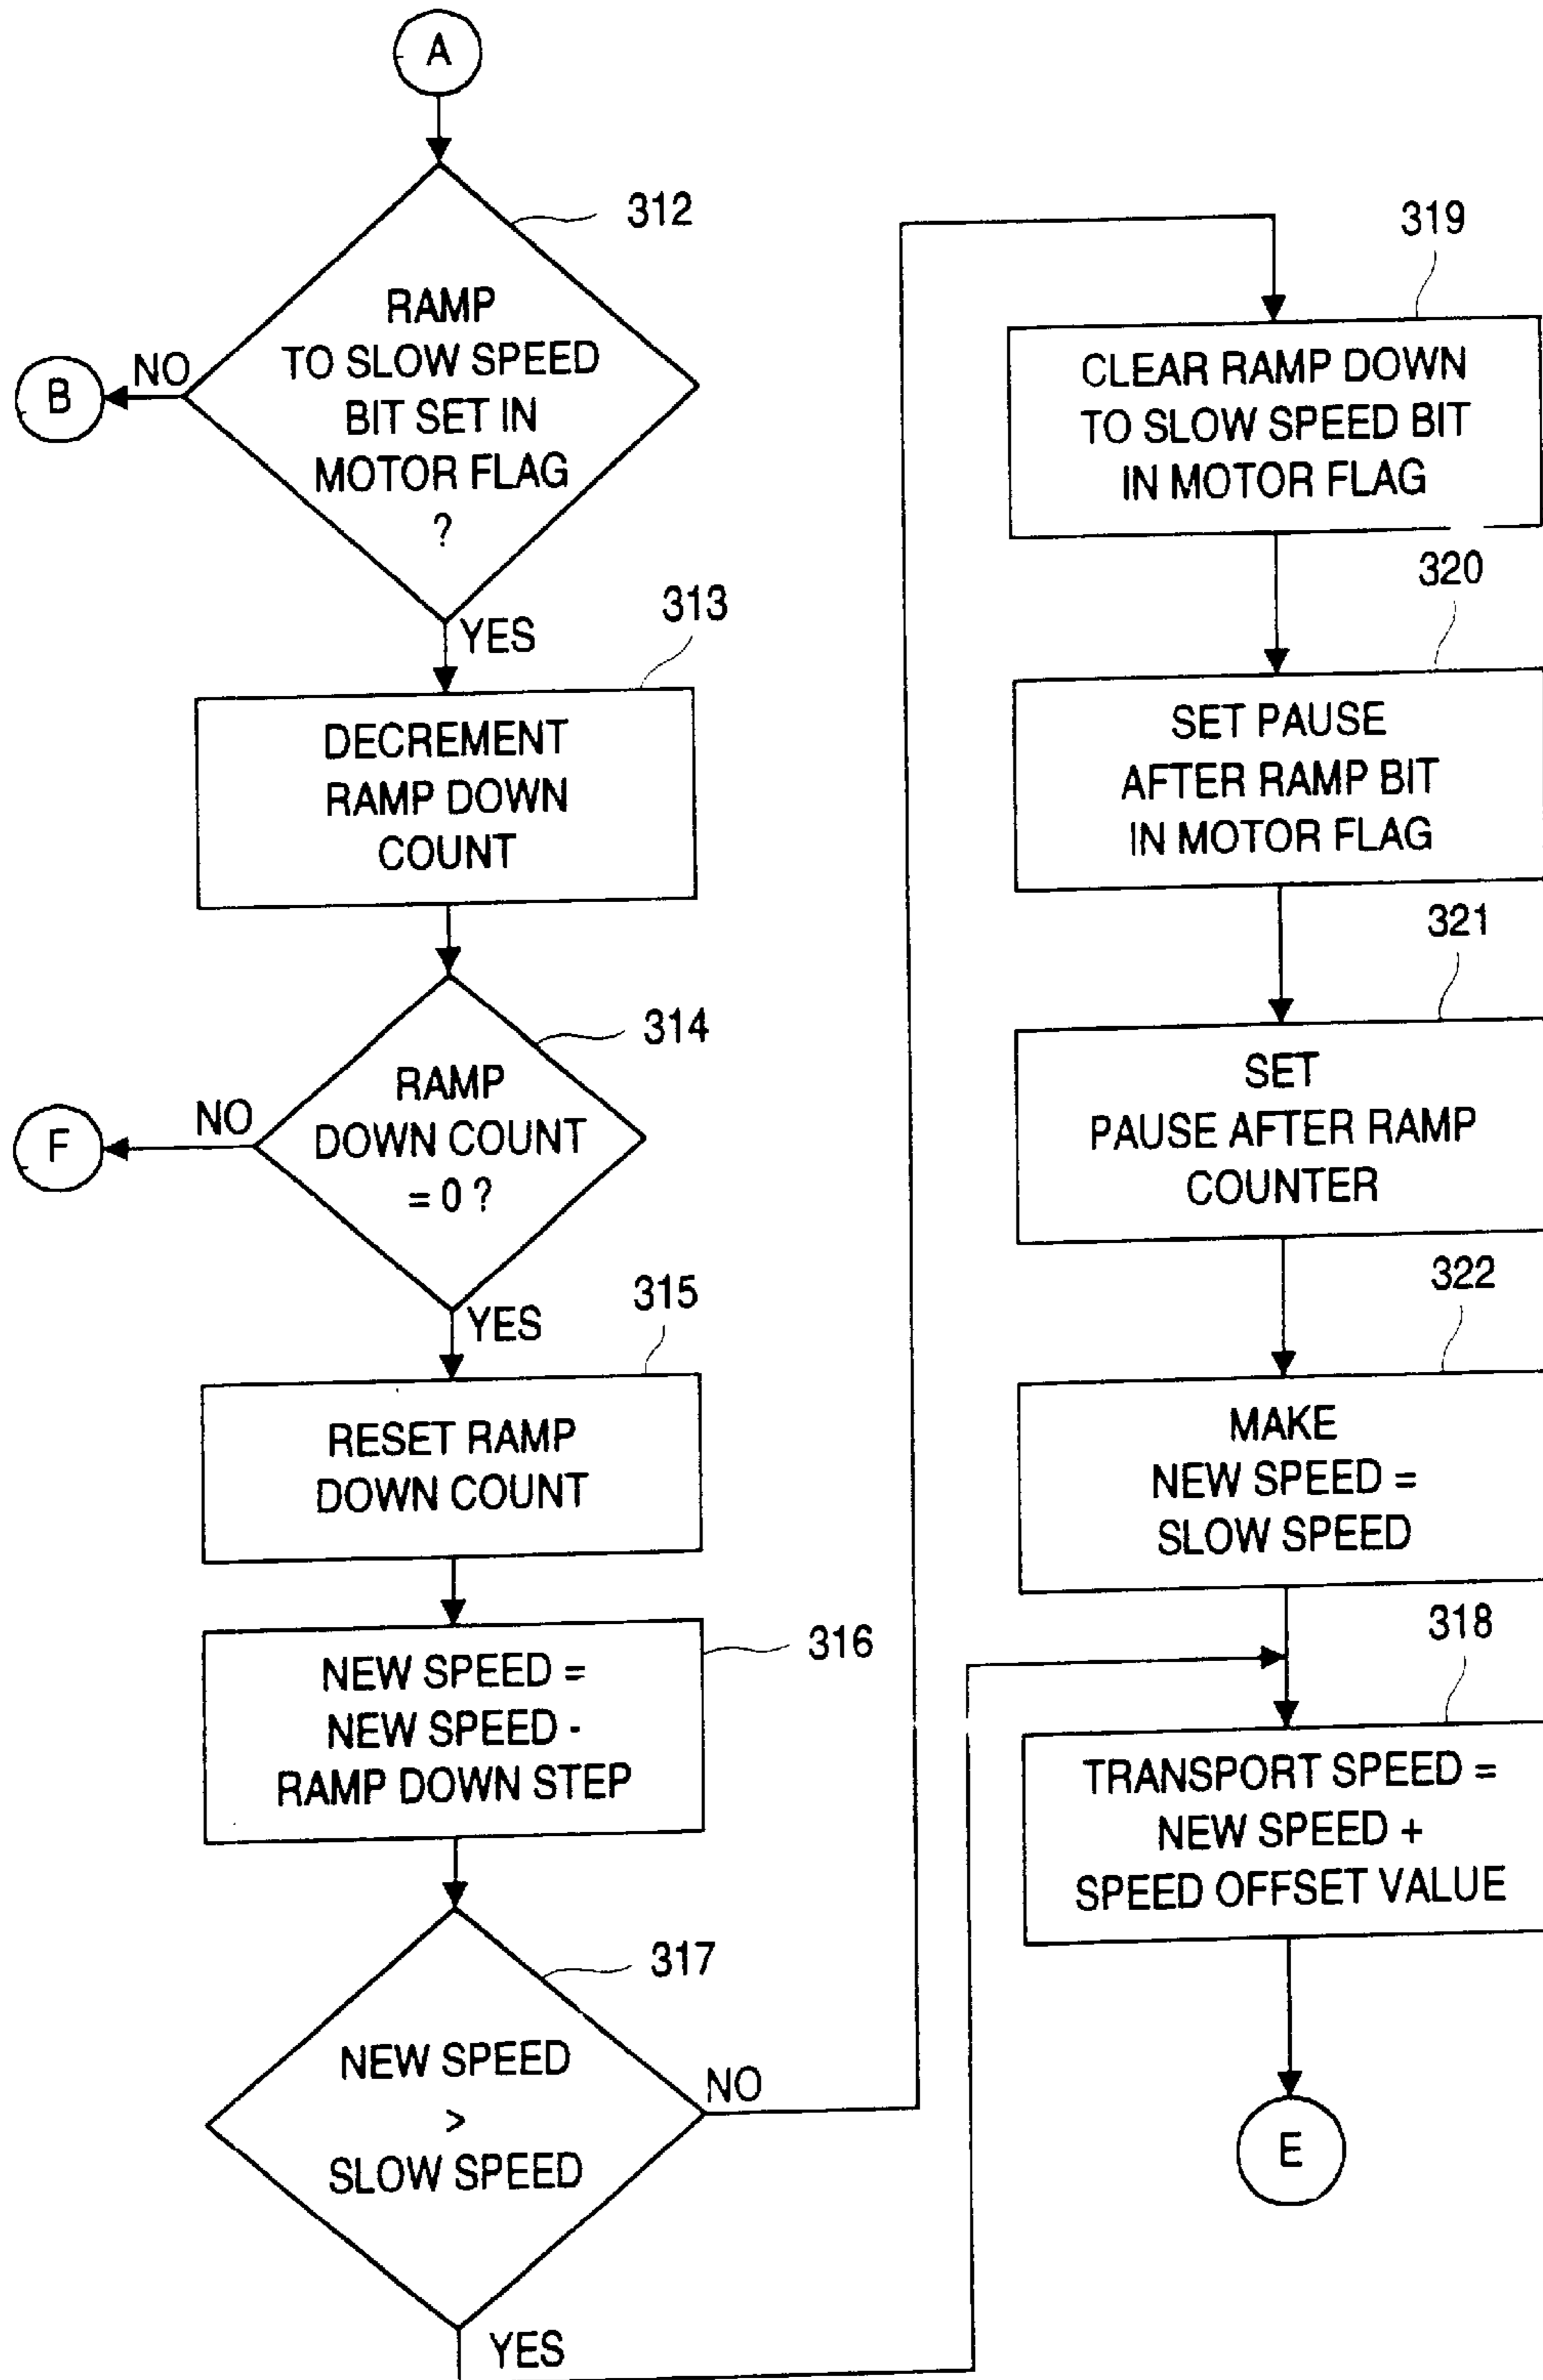 A
312
RAMP
TO SLOW SPEED
BIT SET IN
MOTOR FLAG
?
NO
B
YES
313
DECREMENT
RAMP DOWN
COUNT
314
RAMP
DOWN COUNT
= 0 ?
NO
F
YES
315
RESET RAMP
DOWN COUNT
316
NEW SPEED =
NEW SPEED -
RAMP DOWN STEP
317
NEW SPEED
>
SLOW SPEED
NO
YES
319
CLEAR RAMP DOWN
TO SLOW SPEED BIT
IN MOTOR FLAG
320
SET PAUSE
AFTER RAMP BIT
IN MOTOR FLAG
321
SET
PAUSE AFTER RAMP
COUNTER
322
MAKE
NEW SPEED =
SLOW SPEED
318
TRANSPORT SPEED =
NEW SPEED +
SPEED OFFSET VALUE
E